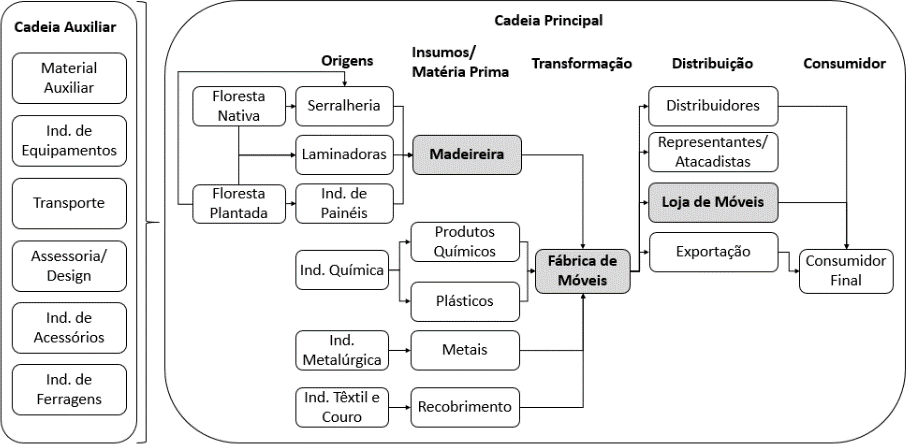 Cadeia Auxiliar
Material
Auxiliar
Ind. de
Equipamentos
Transporte
Assessoria/
Design
Ind. de
Acessórios
Ind. de
Ferragens
Cadeia Principal
Origens
Insumos/
Matéria Prima
Transformação
Distribuição
Consumidor
Floresta
Nativa
Serralheria
Laminadoras
Floresta
Plantada
Ind. de
Painéis
Madeireira
Ind. Química
Produtos
Químicos
Plásticos
Ind.
Metalúrgica
Metais
Ind. Têxtil e
Couro
Recobrimento
Fábrica de
Móveis
Distribuidores
Representantes/
Atacadistas
Loja de Móveis
Exportação
Consumidor
Final